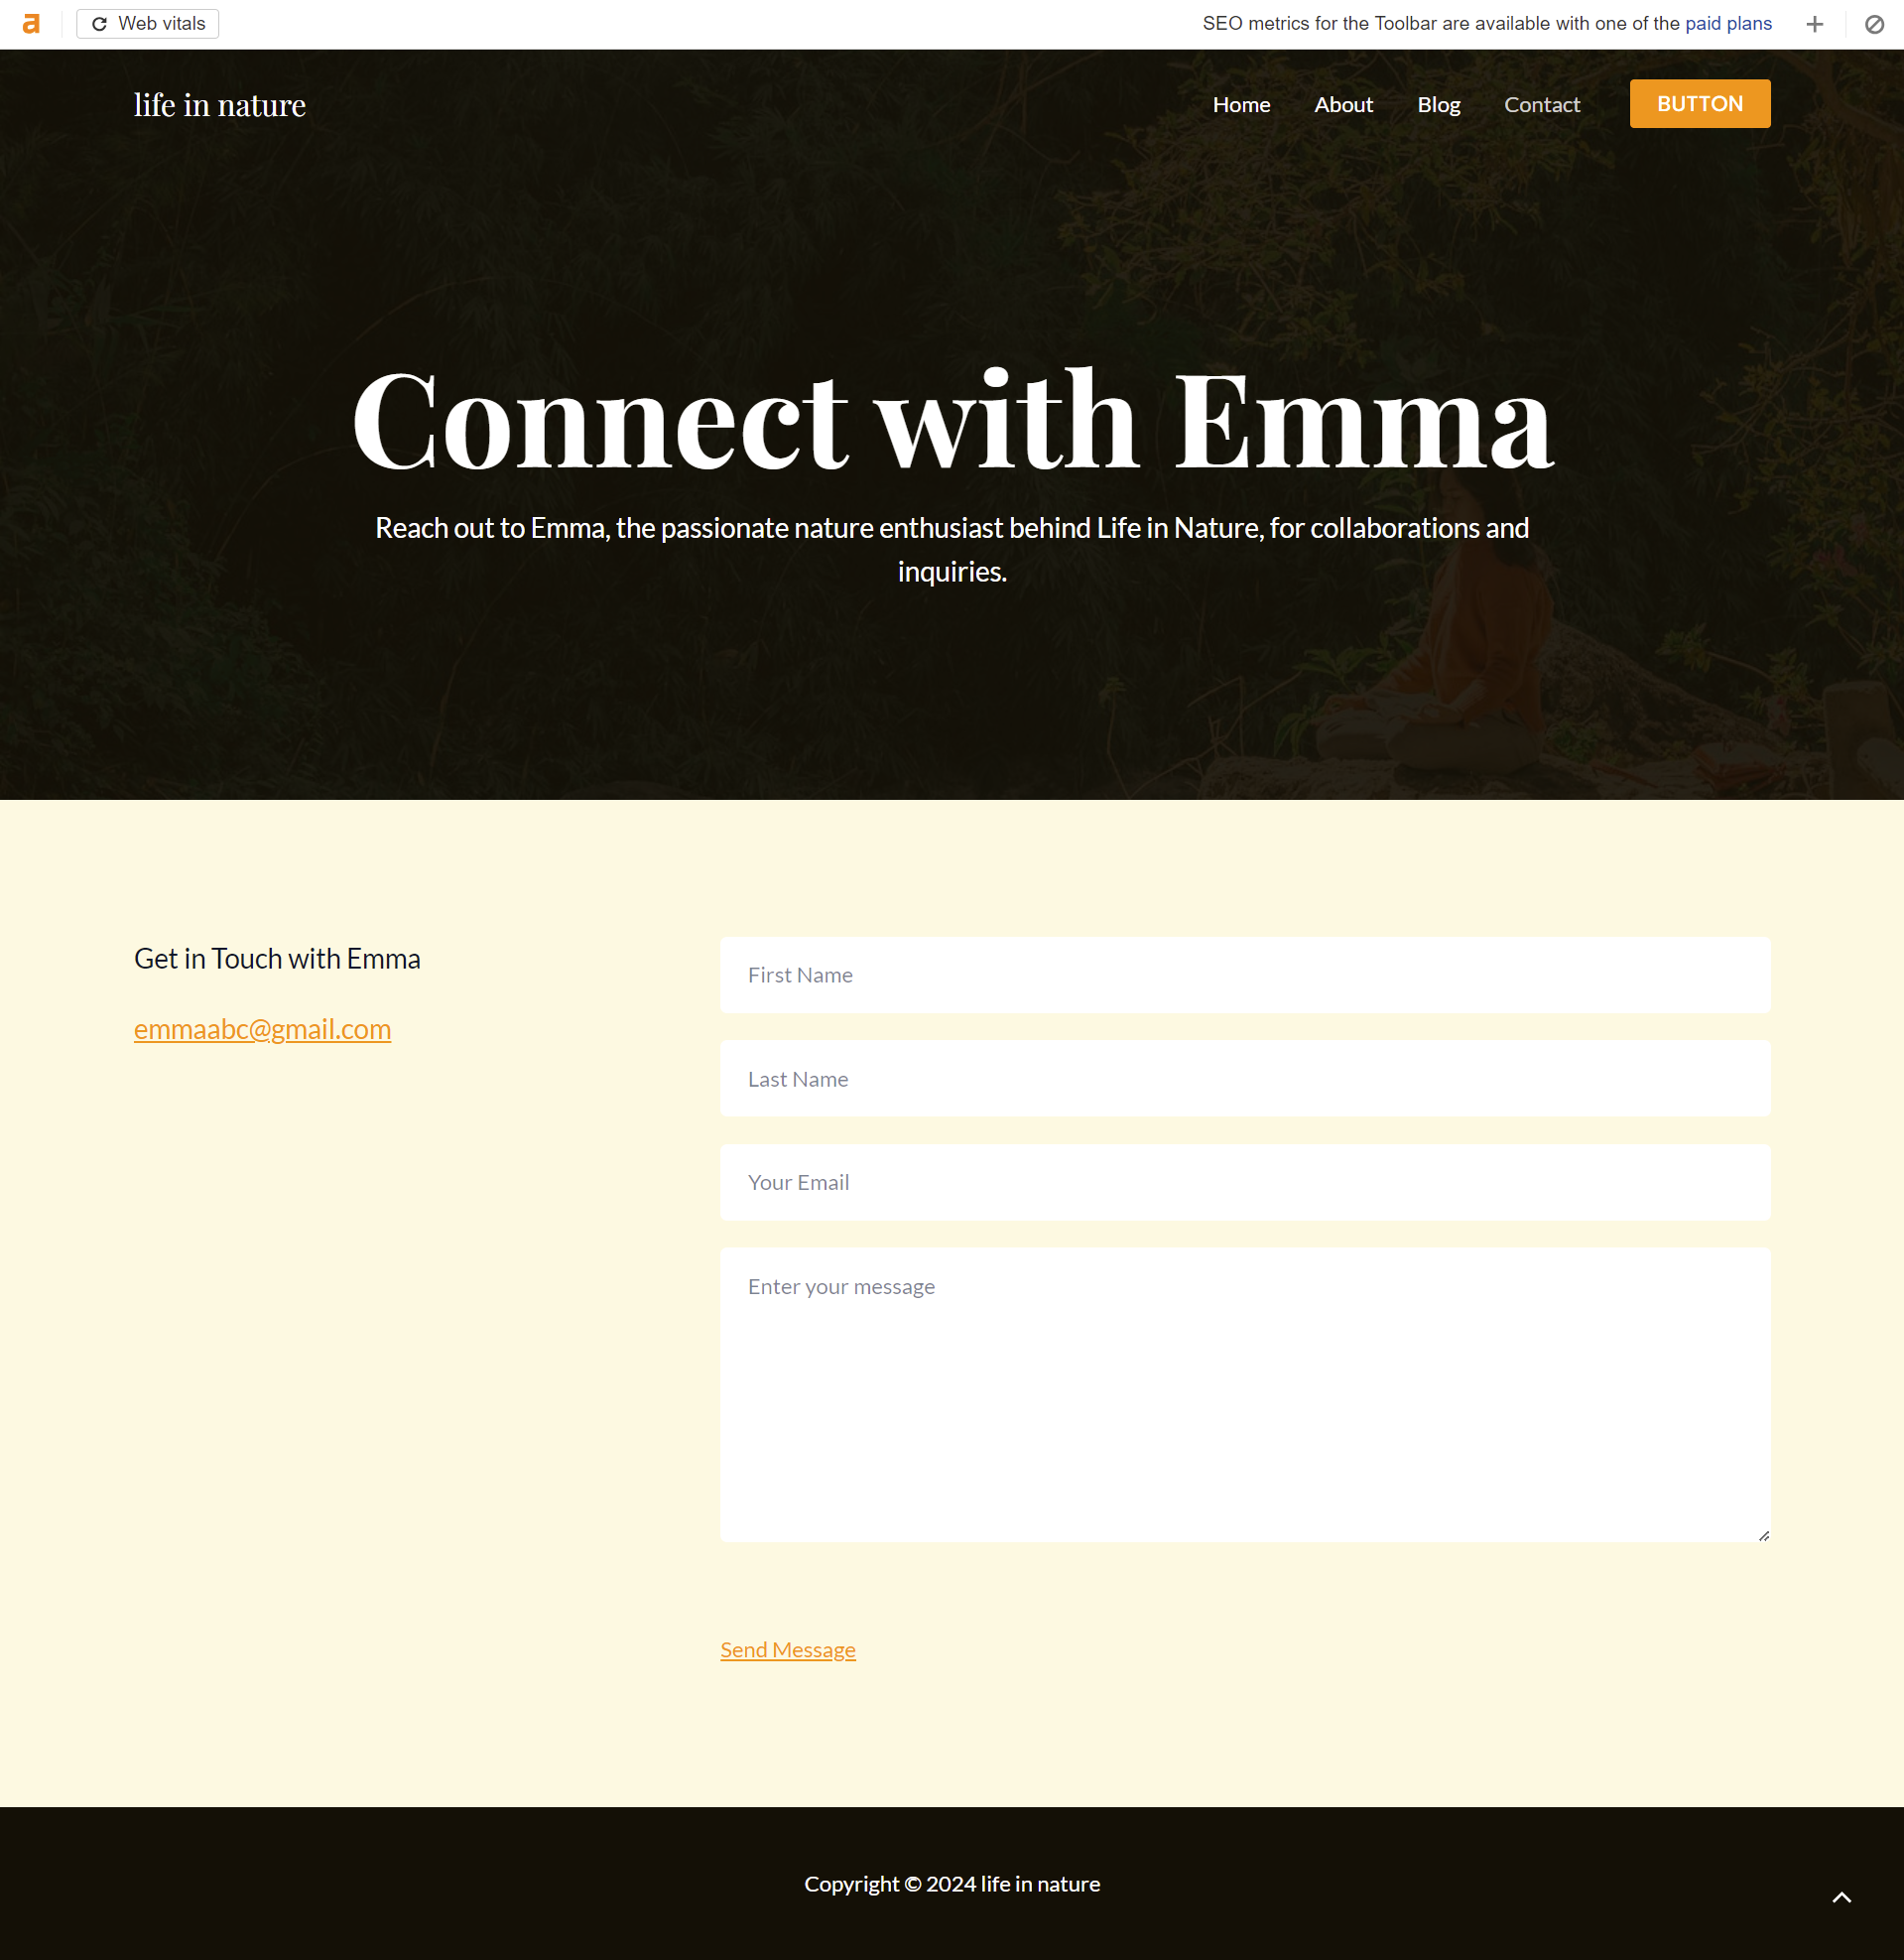 a Web vitals SEO metrics for the Toolbar are available with one of the paid plans
life in nature Home About Blog Contact BUTTON
Connect with Emma
Reach out to Emma, the passionate nature enthusiast behind Life in Nature, for collaborations and
inquiries.
Get in Touch with Emma
emmaabc@gmail.com
First Name
Last Name
Your Email
Enter your message
Send Message
Copyright © 2024 life in nature